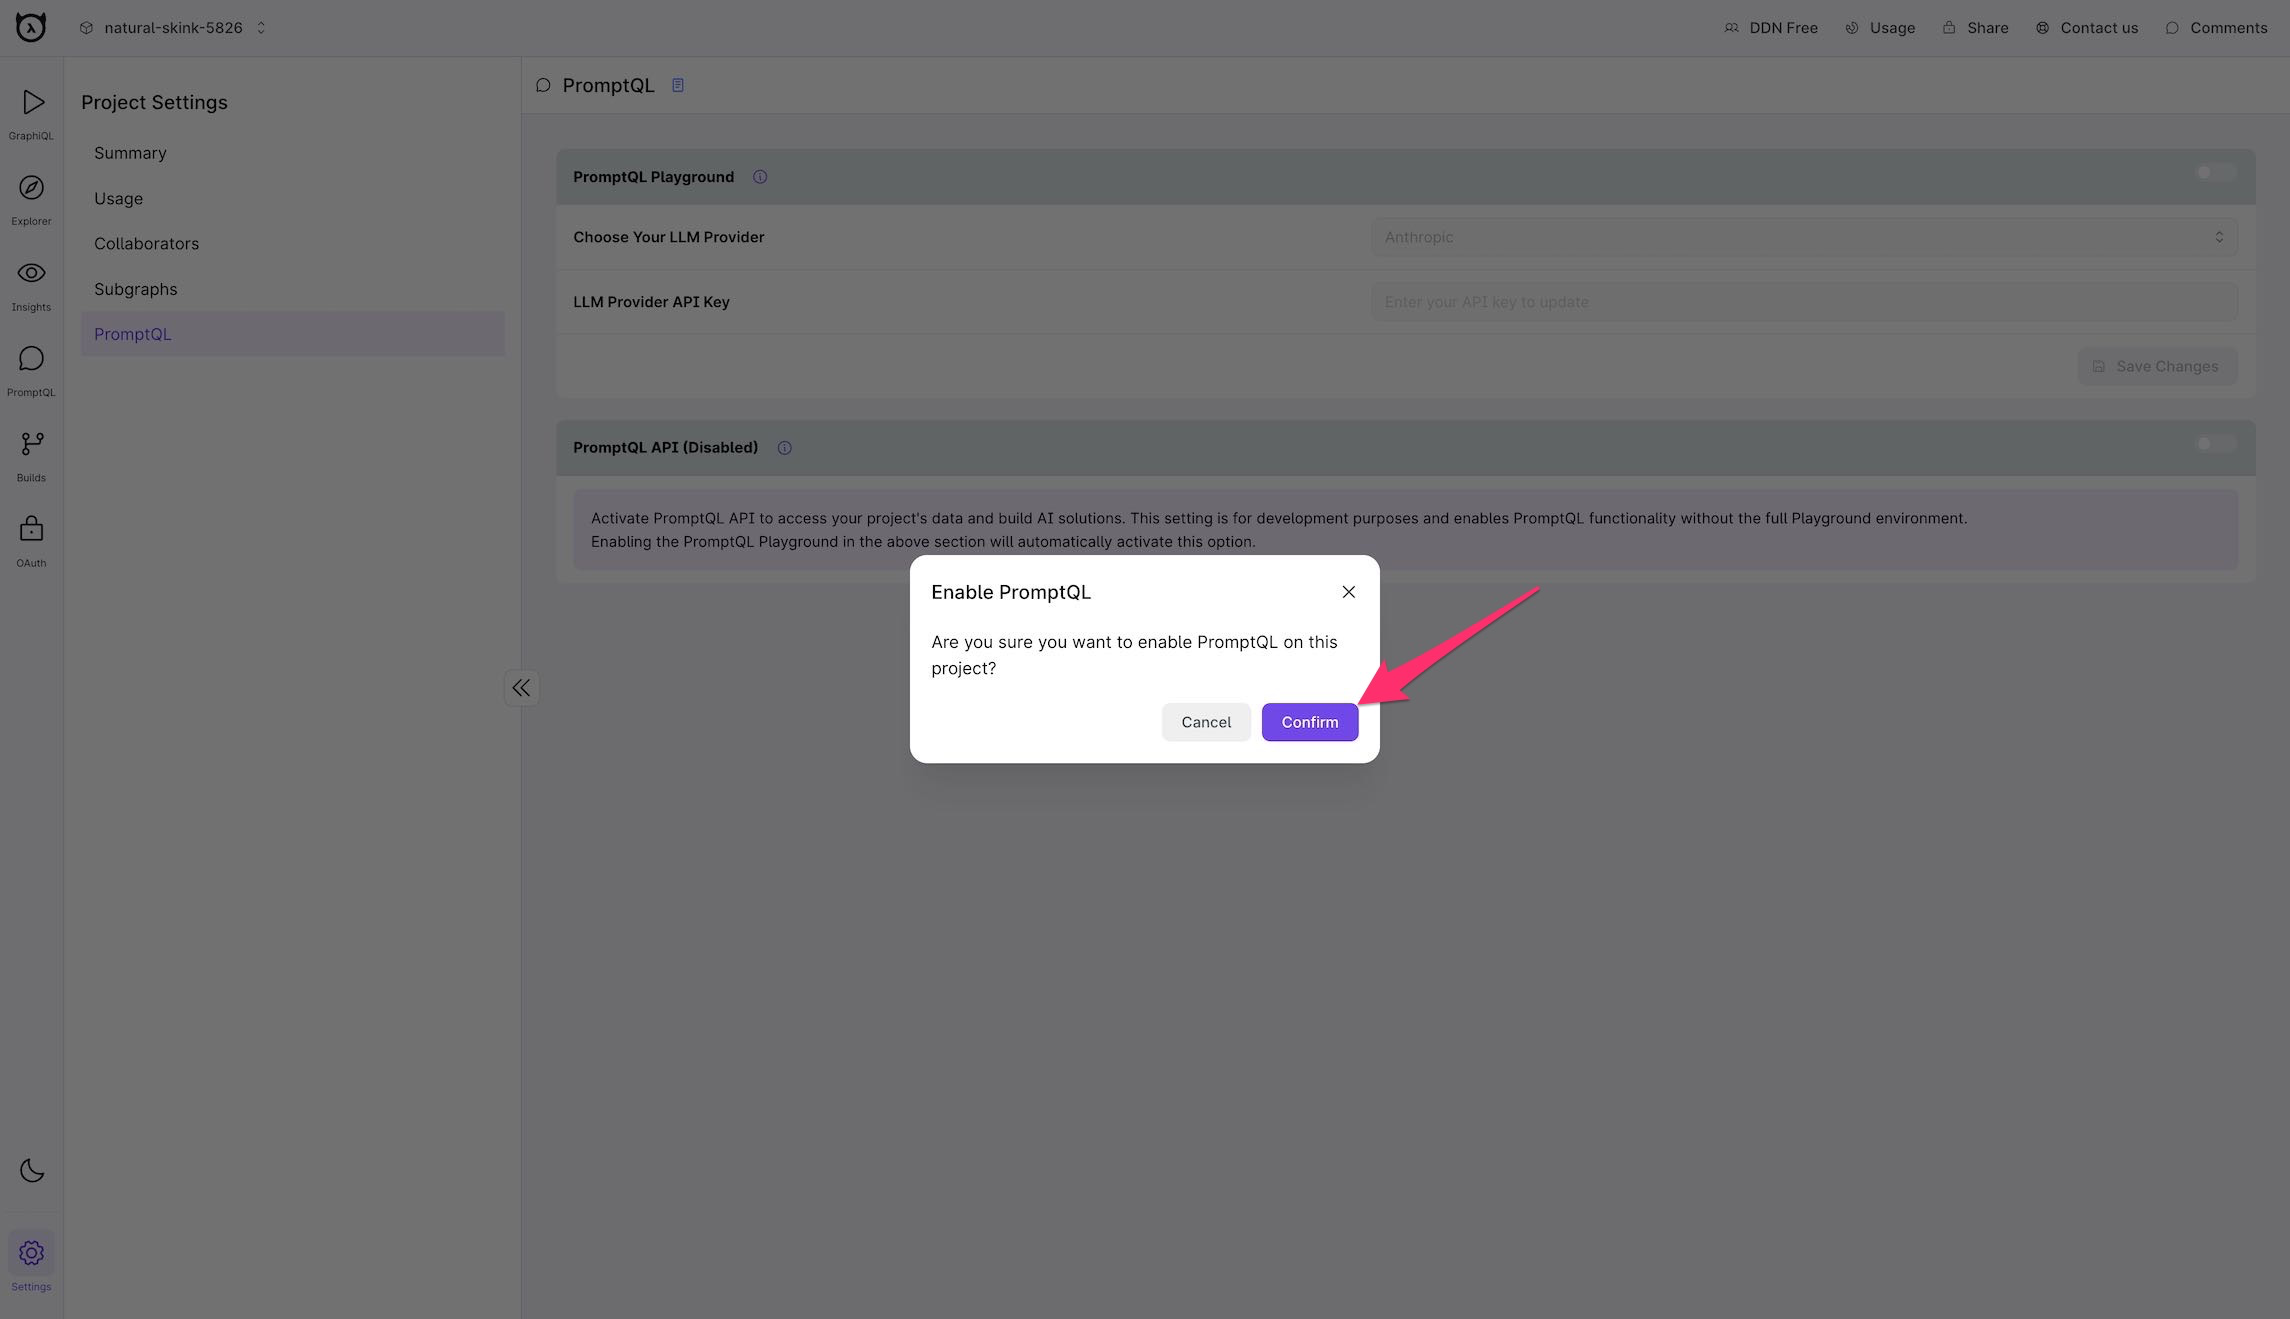 natural-skink-5826
DDN Free
Usage
Share
Contact us
Comments
GraphiQL
Explorer
Insights
PromptQL
Builds
OAuth
Settings
Project Settings
Summary
Usage
Collaborators
Subgraphs
PromptQL
PromptQL
PromptQL Playground
Choose Your LLM Provider
Anthropic
LLM Provider API Key
Enter your API key to update
Save Changes
PromptQL API (Disabled)
Activate PromptQL API to access your project's data and build AI solutions. This setting is for development purposes and enables PromptQL functionality without the full Playground environment.
Enabling the PromptQL Playground in the above section will automatically activate this option.
Enable PromptQL
Are you sure you want to enable PromptQL on this
project?
Cancel
Confirm